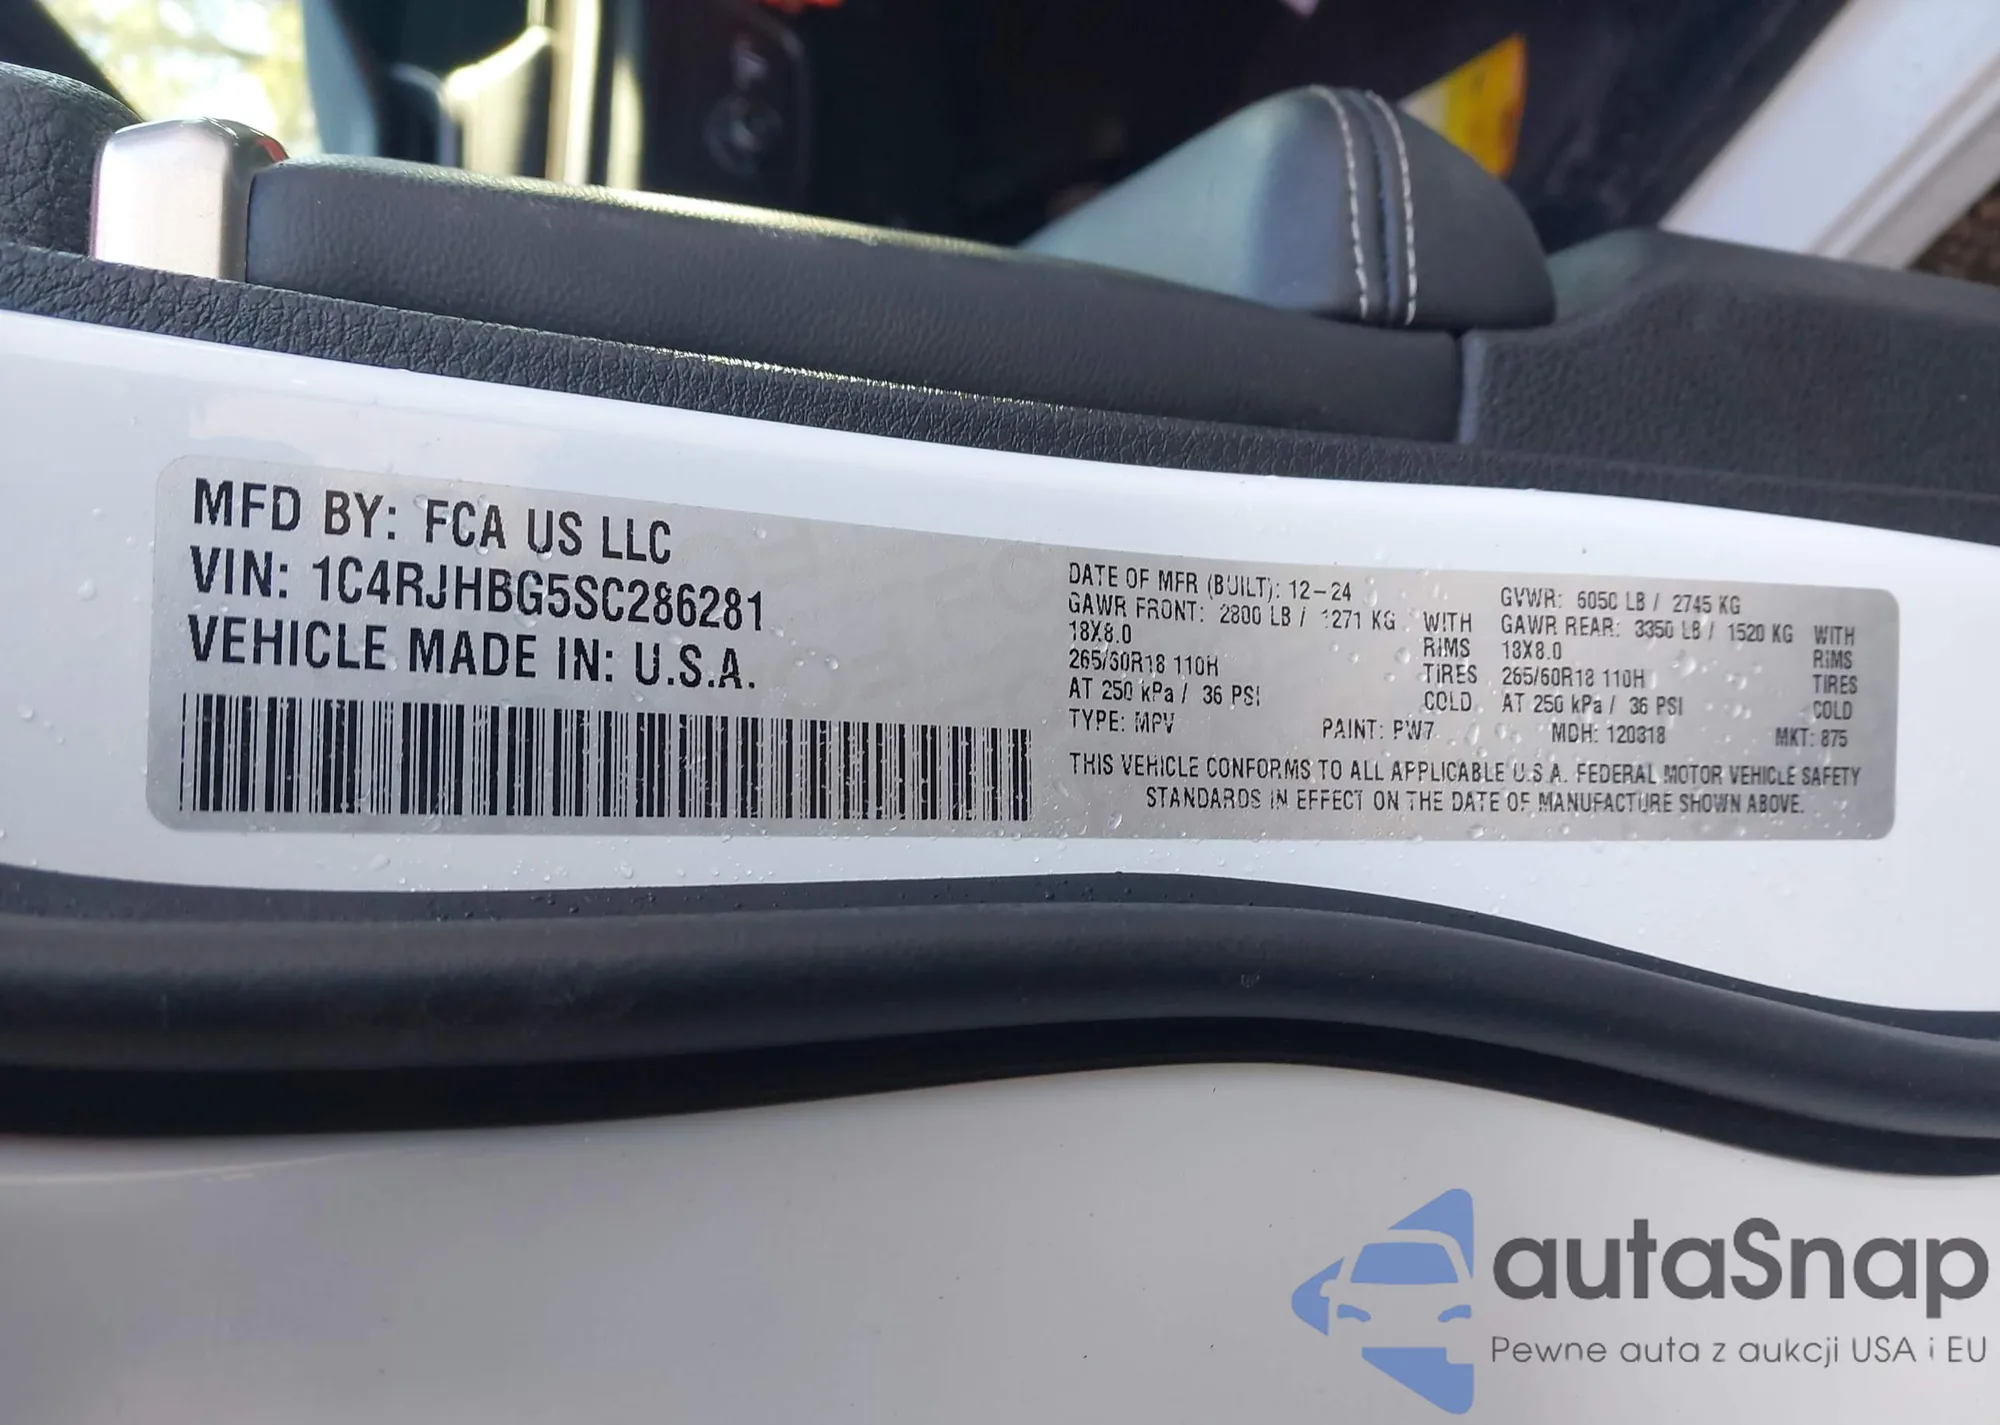 MFD BY: FCA US LLC
VIN: 1C4RJHBG5SC286281
VEHICLE MADE IN: U.S.A.
DATE OF MFR (BUILT): 12-24
GAWR FRONT: 2800 LB / 1271 KG WITH
18X8.0 RIMS
265/60R18 110H TIRES
AT 250 kPa / 36 PSI COLD
TYPE: MPV PAINT: PW7
GVWR: 6050 LB / 2745 KG
GAWR REAR: 3350 LB / 1520 KG WITH
18X8.0 RIMS
265/60R18 110H TIRES
AT 250 kPa / 36 PSI COLD
MDH: 120318 MKT: 875
THIS VEHICLE CONFORMS TO ALL APPLICABLE U.S.A. FEDERAL MOTOR VEHICLE SAFETY
STANDARDS IN EFFECT ON THE DATE OF MANUFACTURE SHOWN ABOVE.
autaSnap
Pewne auta z aukcji USA i EU